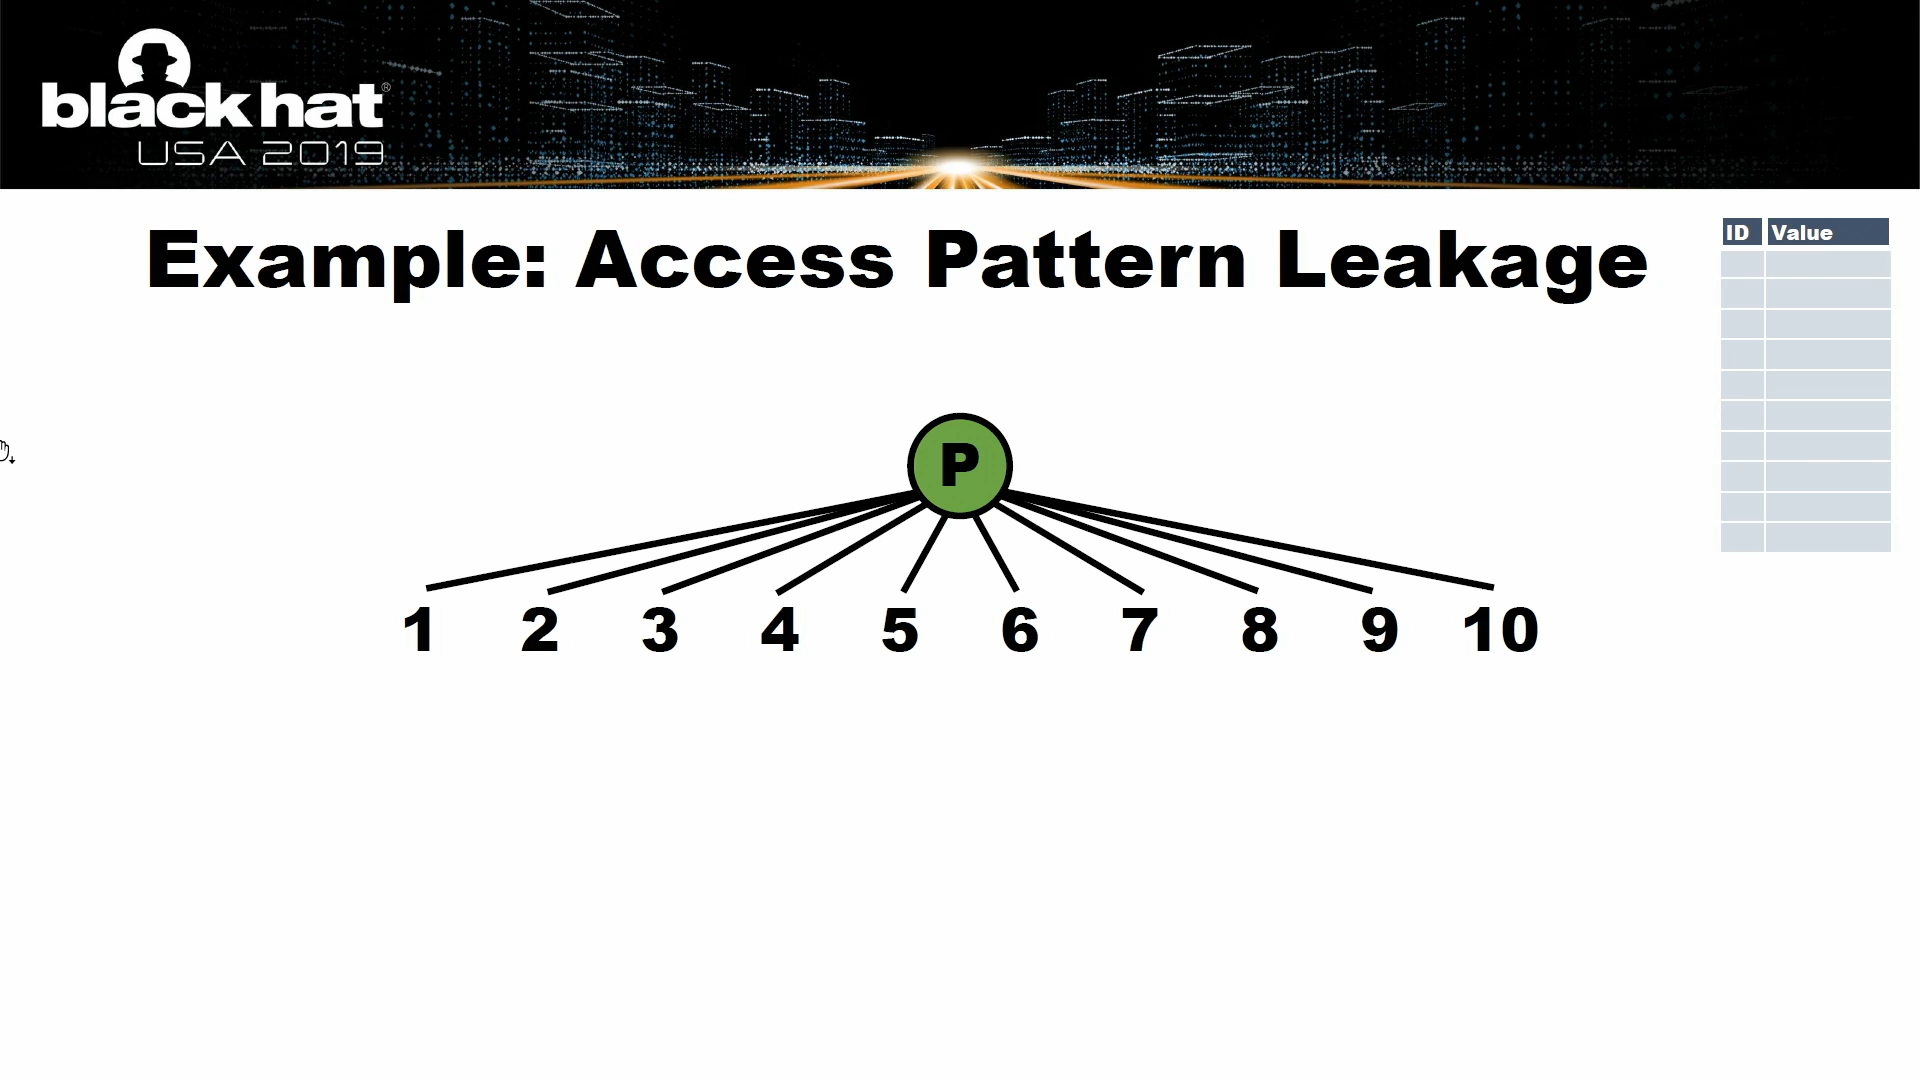 black hat®
USA 2019
Example: Access Pattern Leakage
ID Value
P
1 2 3 4 5 6 7 8 9 10